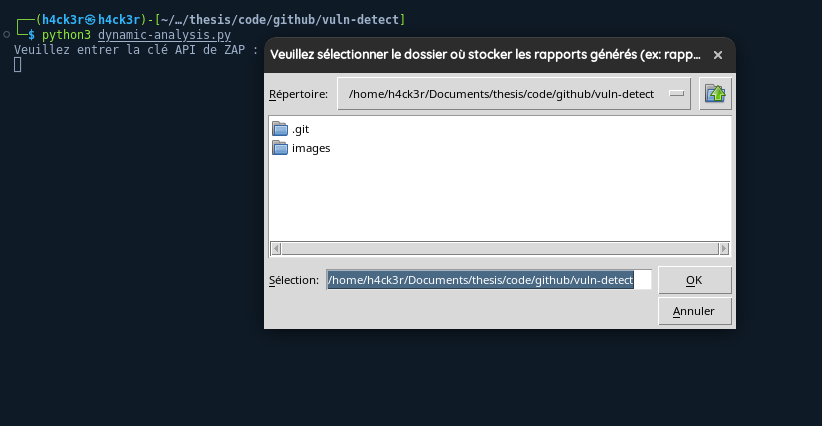 ┌──(h4ck3r㉿h4ck3r)-[~/…/thesis/code/github/vuln-detect]
└─$ python3 dynamic-analysis.py
Veuillez entrer la clé API de ZAP :
Veuillez sélectionner le dossier où stocker les rapports générés (ex: rapp...
Répertoire: /home/h4ck3r/Documents/thesis/code/github/vuln-detect
.git
images
Sélection: /home/h4ck3r/Documents/thesis/code/github/vuln-detect OK
Annuler